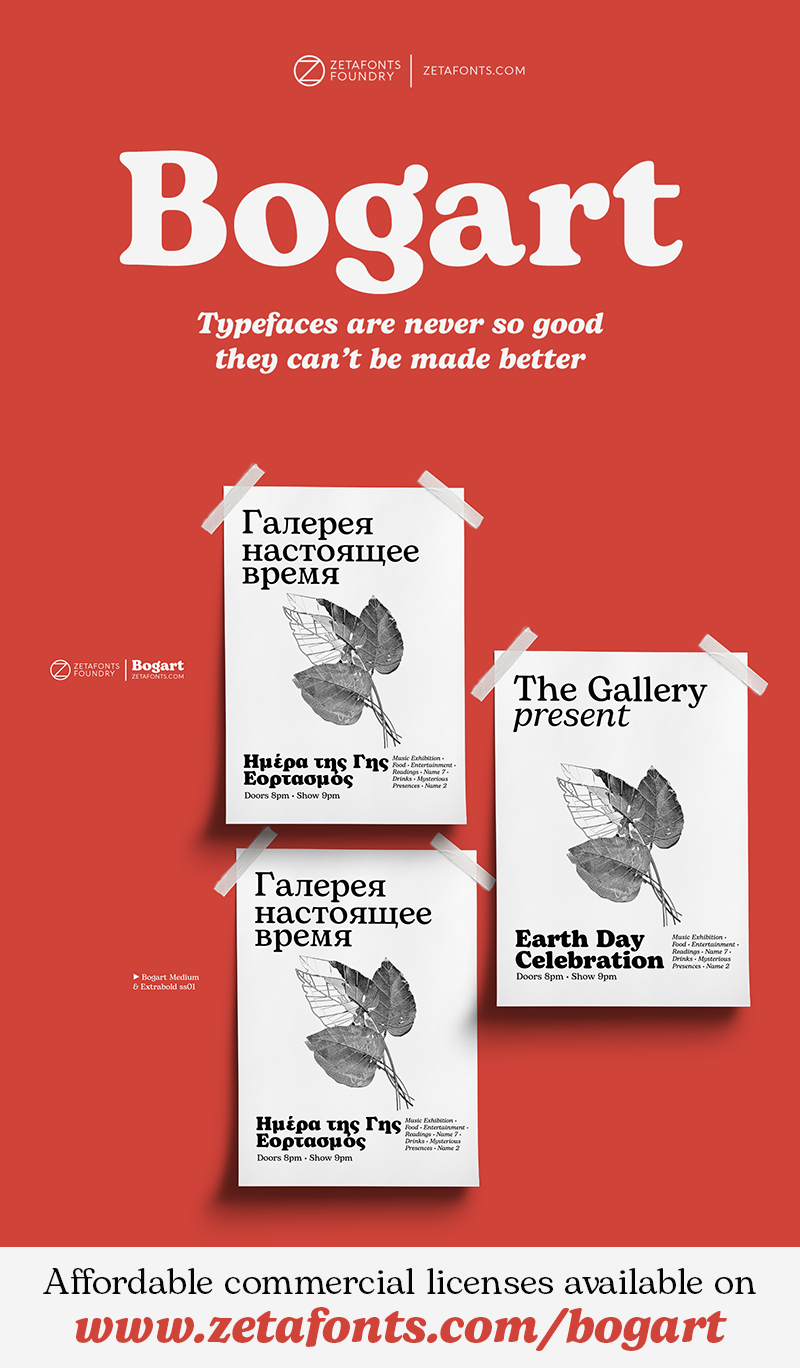 ZETAFONTS
FOUNDRY
ZETAFONTS.COM
Bogart
Typefaces are never so good
they can't be made better
Галерея
настоящее
время
Ημέρα της Γης
Εορτασμός
Doors 8pm • Show 9pm
Music Exhibition •
Food • Entertainment •
Readings • Name 7 •
Drinks • Mysterious
Presences • Name 2
ZETAFONTS
FOUNDRY
Bogart
ZETAFONTS.COM
The Gallery
present
Earth Day
Celebration
Doors 8pm • Show 9pm
Music Exhibition •
Food • Entertainment •
Readings • Name 7 •
Drinks • Mysterious
Presences • Name 2
Галерея
настоящее
время
Ημέρα της Γης
Εορτασμός
Doors 8pm • Show 9pm
Music Exhibition •
Food • Entertainment •
Readings • Name 7 •
Drinks • Mysterious
Presences • Name 2
▶ Bogart Medium
& Extrabold ss01
Affordable commercial licenses available on
www.zetafonts.com/bogart